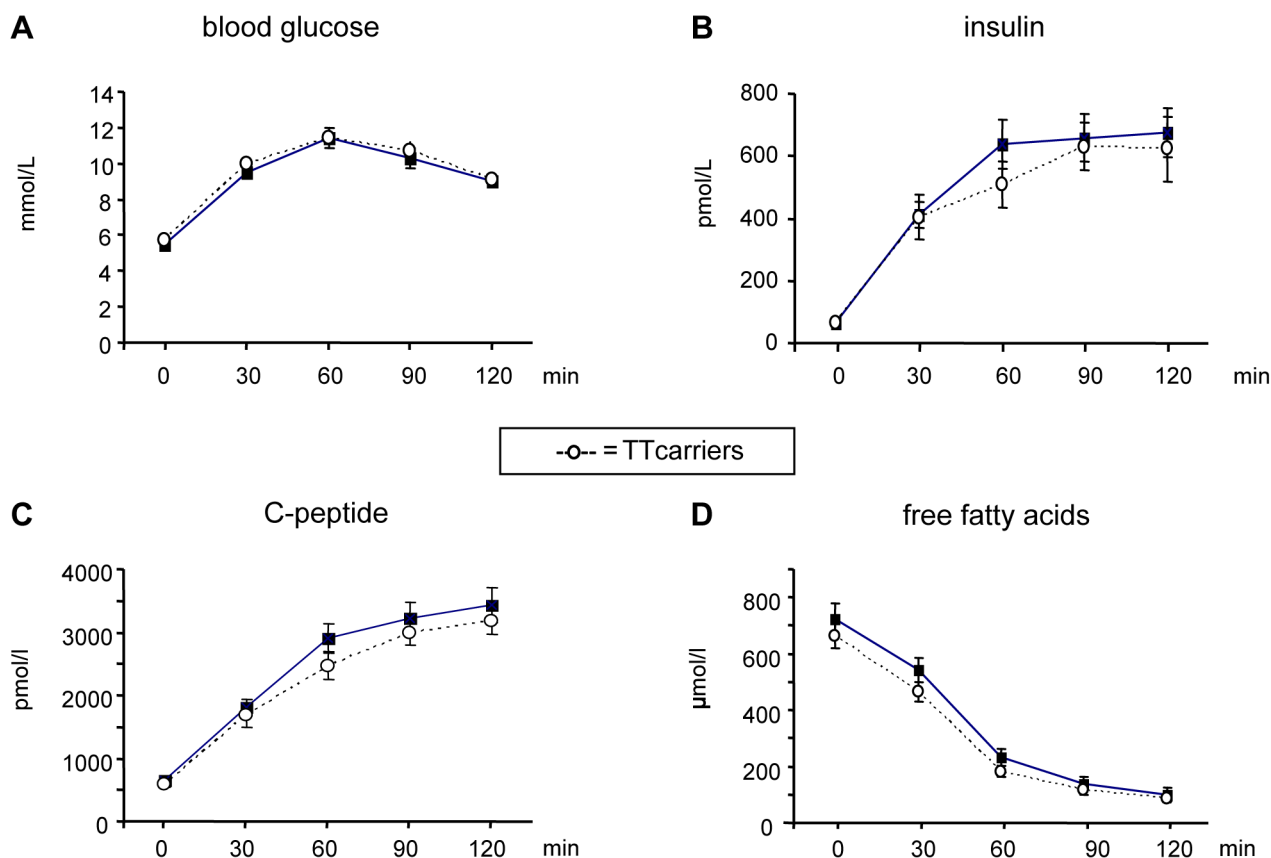 A blood glucose
14
12
10
8
6
4
2
0
mmol/L
0 30 60 90 120 min
B insulin
800
600
400
200
0
pmol/L
0 30 60 90 120 min
--o-- = TTcarriers
C C-peptide
4000
3000
2000
1000
0
pmol/l
0 30 60 90 120 min
D free fatty acids
800
600
400
200
0
µmol/l
0 30 60 90 120 min